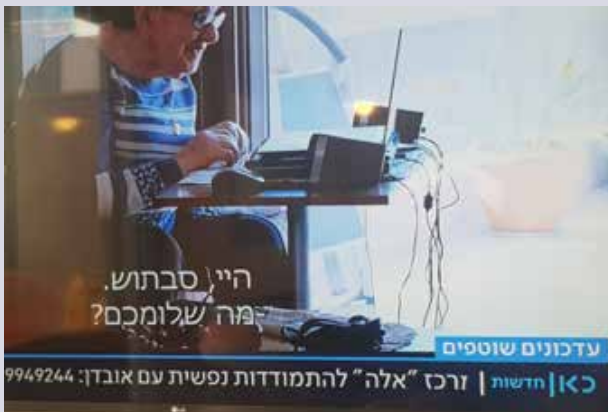 היי, סבתוש.
-מה שלומכם?
עדכונים שוטפים
כאן | חדשות | זרכז "אלה" להתמודדות נפשית עם אובדן: 9949244